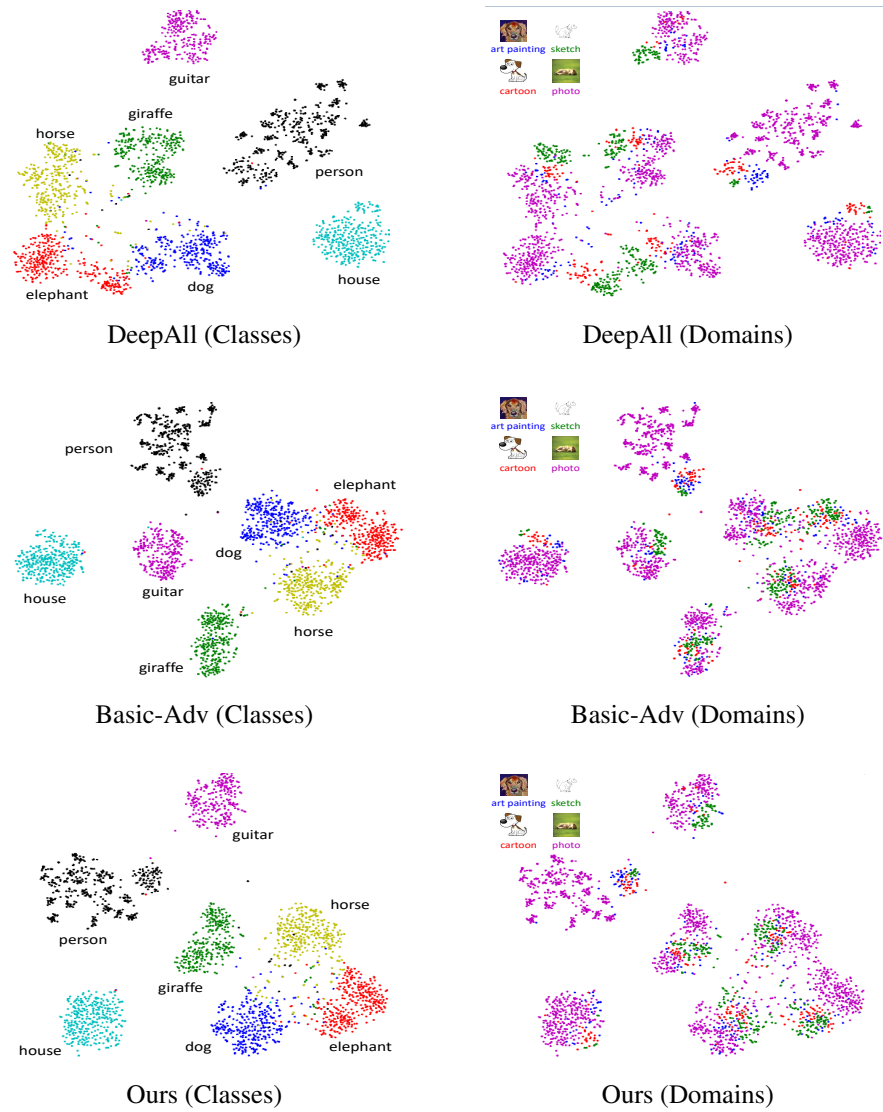 guitar
giraffe
horse
person
house
elephant
dog
DeepAll (Classes)
art painting sketch
cartoon photo
DeepAll (Domains)
person
elephant
dog
house
guitar
horse
giraffe
Basic-Adv (Classes)
art painting sketch
cartoon photo
Basic-Adv (Domains)
guitar
horse
person
giraffe
house
dog
elephant
Ours (Classes)
art painting sketch
cartoon photo
Ours (Domains)